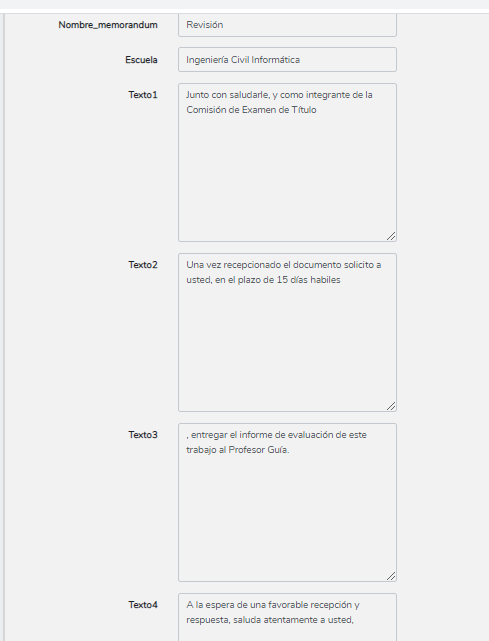 Nombre_memorandum Revisión
Escuela Ingeniería Civil Informática
Texto1 Junto con saludarle, y como integrante de la
Comisión de Examen de Título
Texto2 Una vez recepcionado el documento solicito a
usted, en el plazo de 15 días habiles
Texto3 , entregar el informe de evaluación de este
trabajo al Profesor Guía.
Texto4 A la espera de una favorable recepción y
respuesta, saluda atentamente a usted,